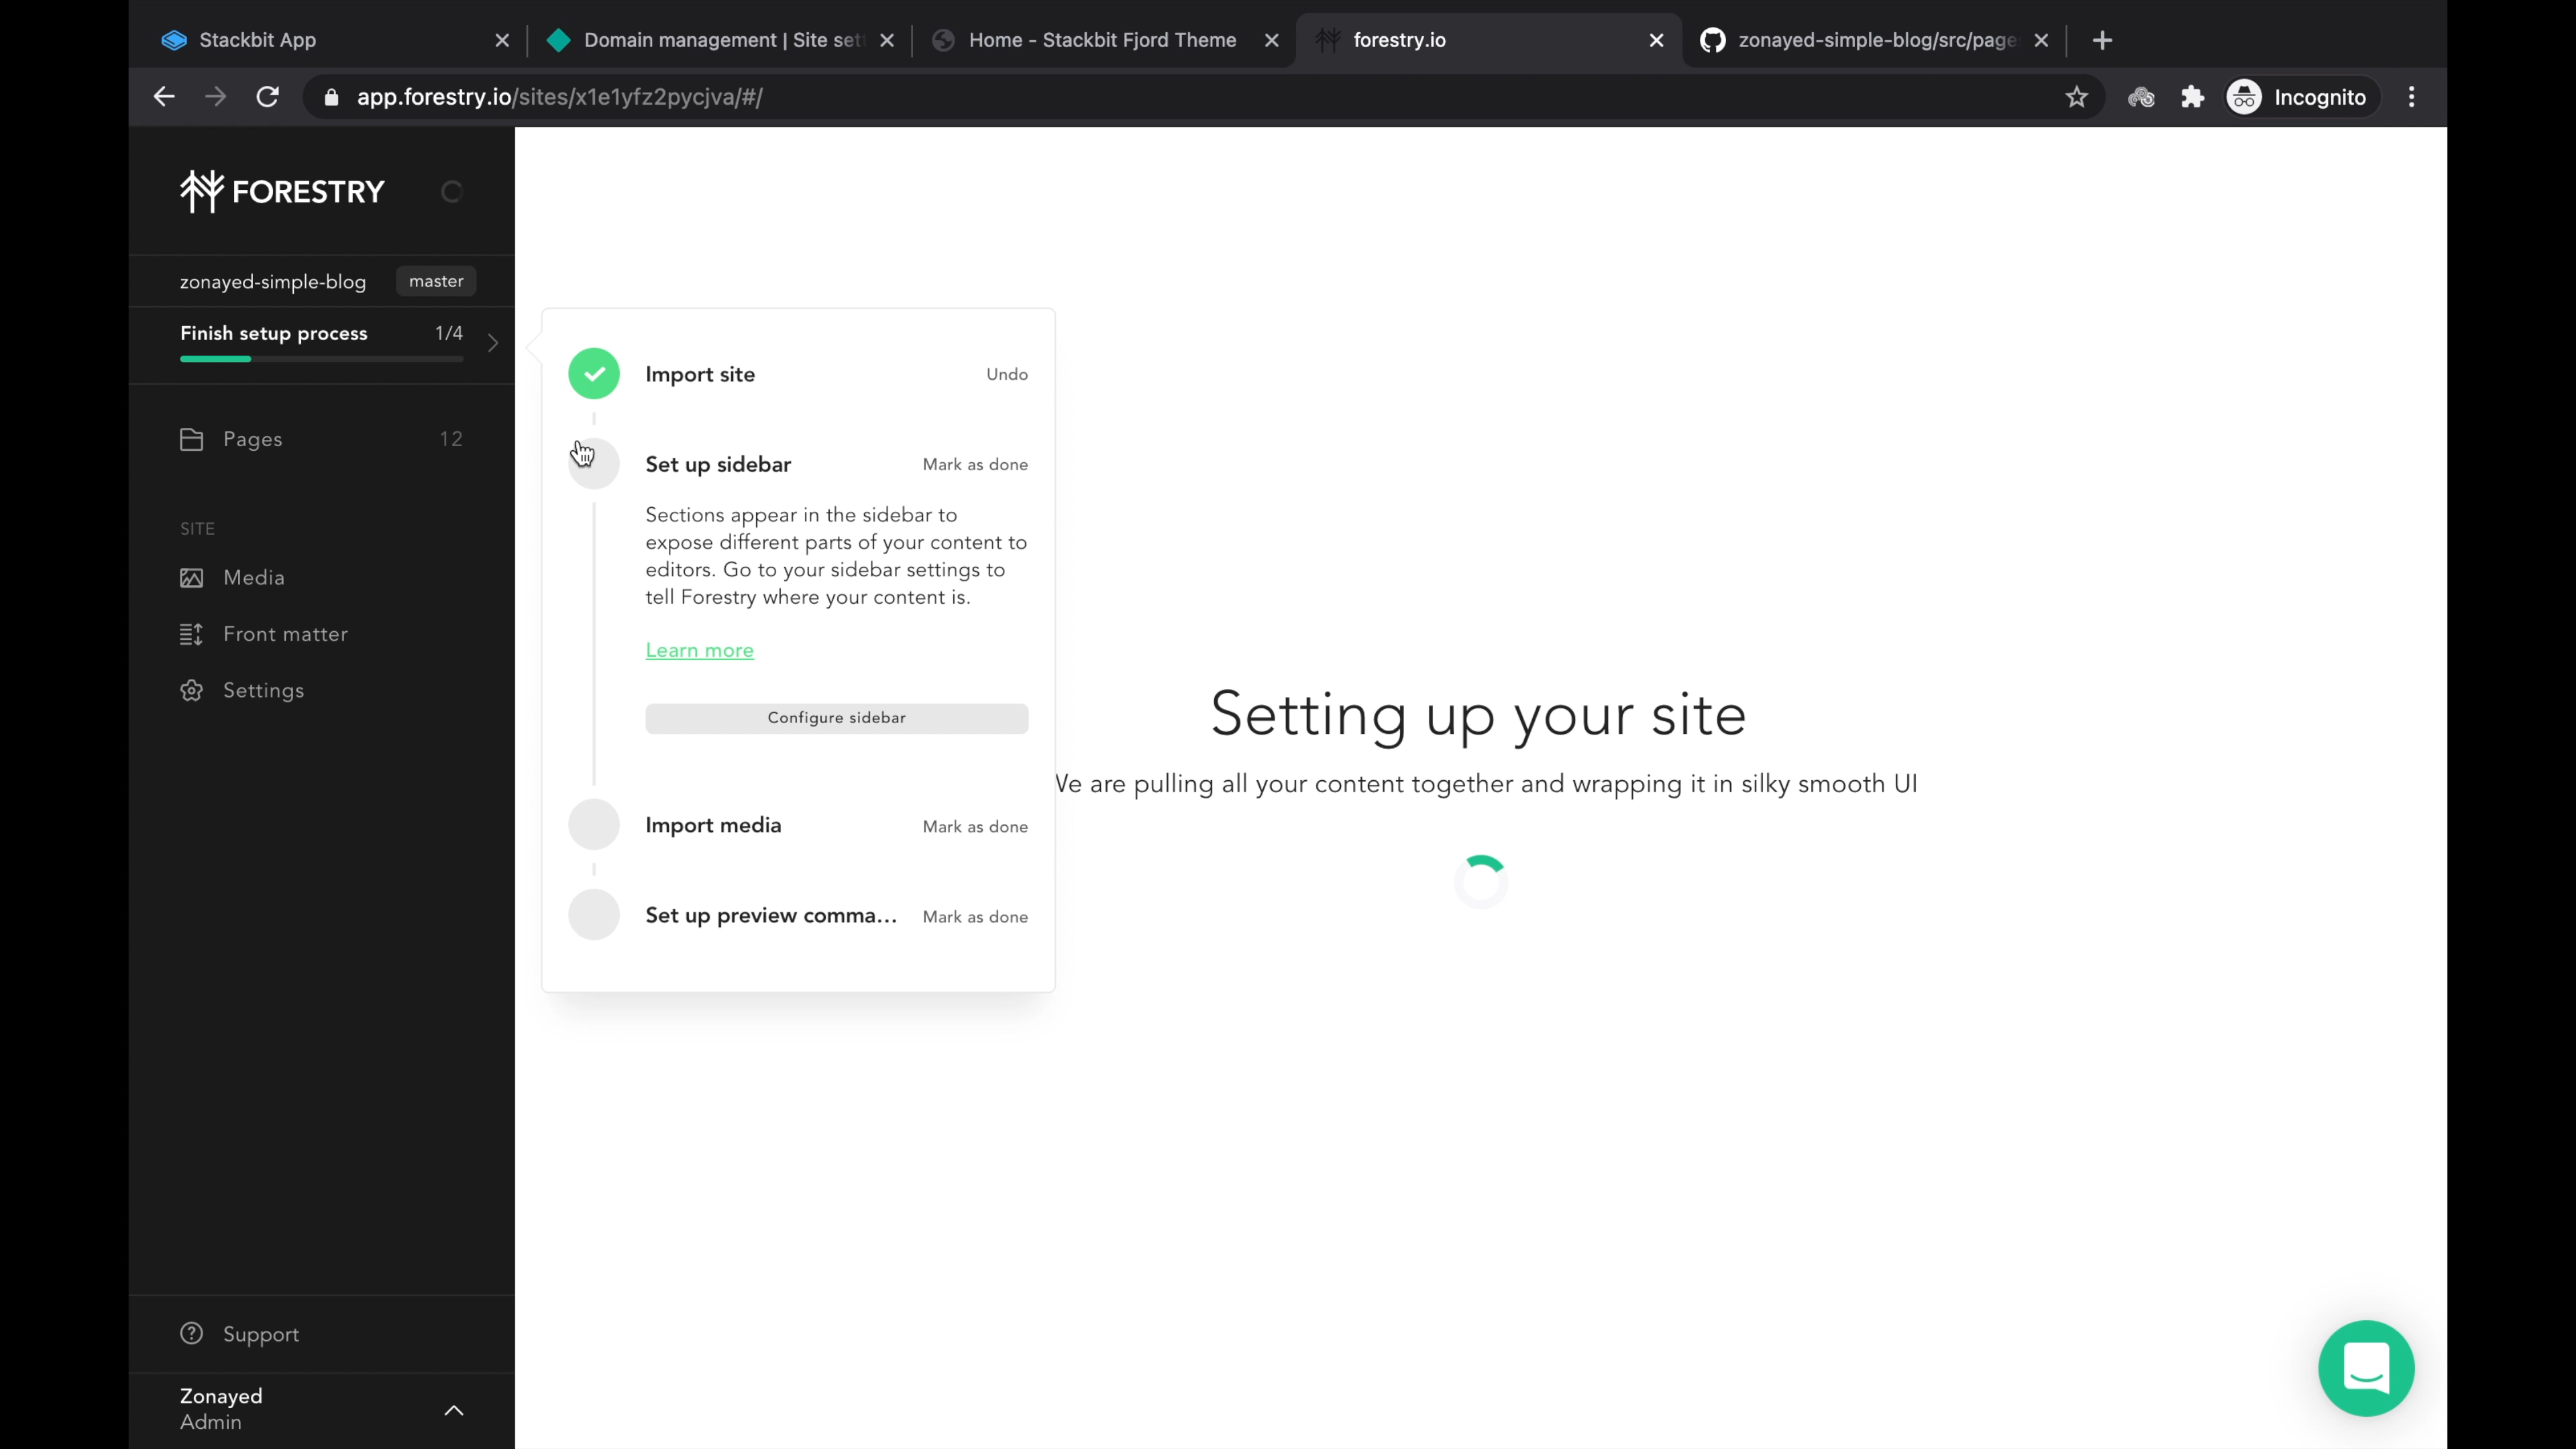 Stackbit App
Domain management | Site set
Home - Stackbit Fjord Theme
forestry.io
zonayed-simple-blog/src/page
app.forestry.io/sites/x1e1yfz2pycjva/#/
Incognito
FORESTRY
zonayed-simple-blog master
Finish setup process 1/4
Pages 12
SITE
Media
Front matter
Settings
Import site Undo
Set up sidebar Mark as done
Sections appear in the sidebar to
expose different parts of your content to
editors. Go to your sidebar settings to
tell Forestry where your content is.
Learn more
Configure sidebar
Import media Mark as done
Set up preview comma... Mark as done
Setting up your site
We are pulling all your content together and wrapping it in silky smooth UI
Support
Zonayed
Admin